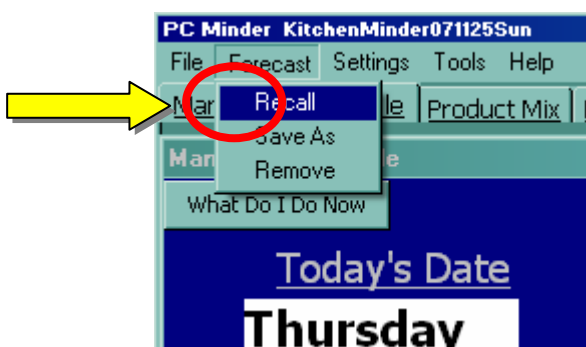 PC Minder KitchenMinder071125Sun
File Forecast Settings Tools Help
Product Mix
Recall
Save As
Remove
What Do I Do Now
Today's Date
Thursday